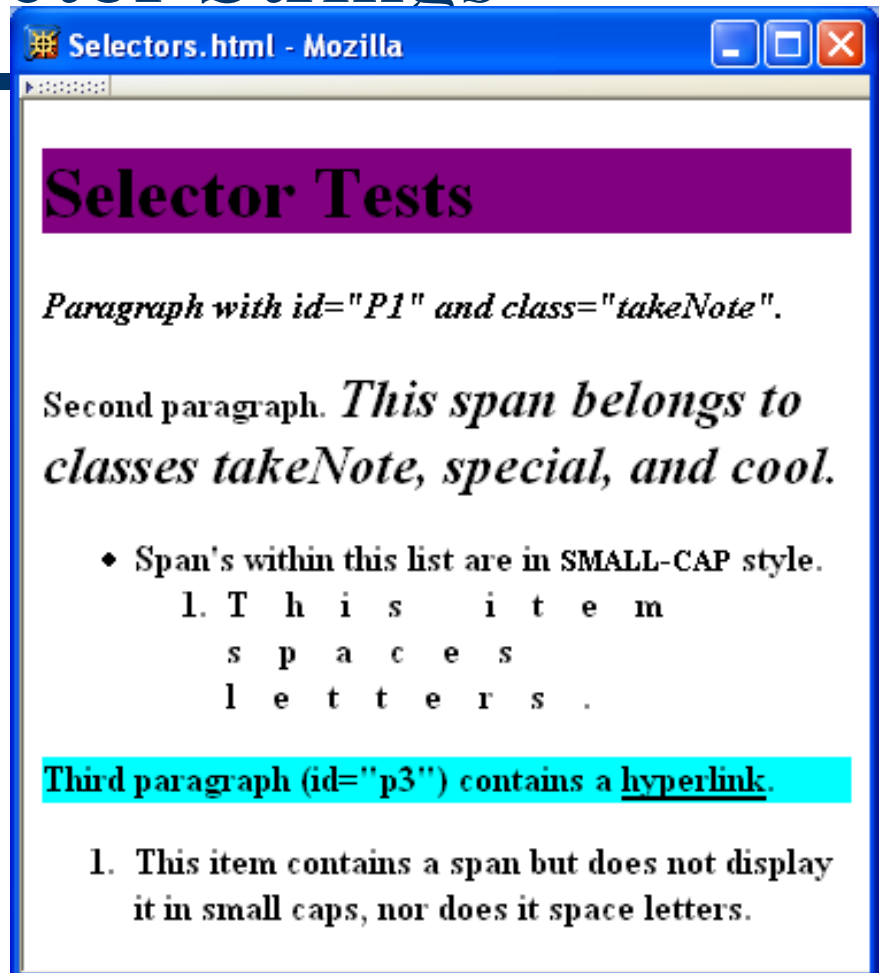 Selectors.html - Mozilla
Selector Tests
Paragraph with id="P1" and class="takeNote".
Second paragraph. This span belongs to
classes takeNote, special, and cool.
• Span's within this list are in SMALL-CAP style.
1. T h i s i t e m
s p a c e s
l e t t e r s .
Third paragraph (id="p3") contains a hyperlink.
1. This item contains a span but does not display
it in small caps, nor does it space letters.